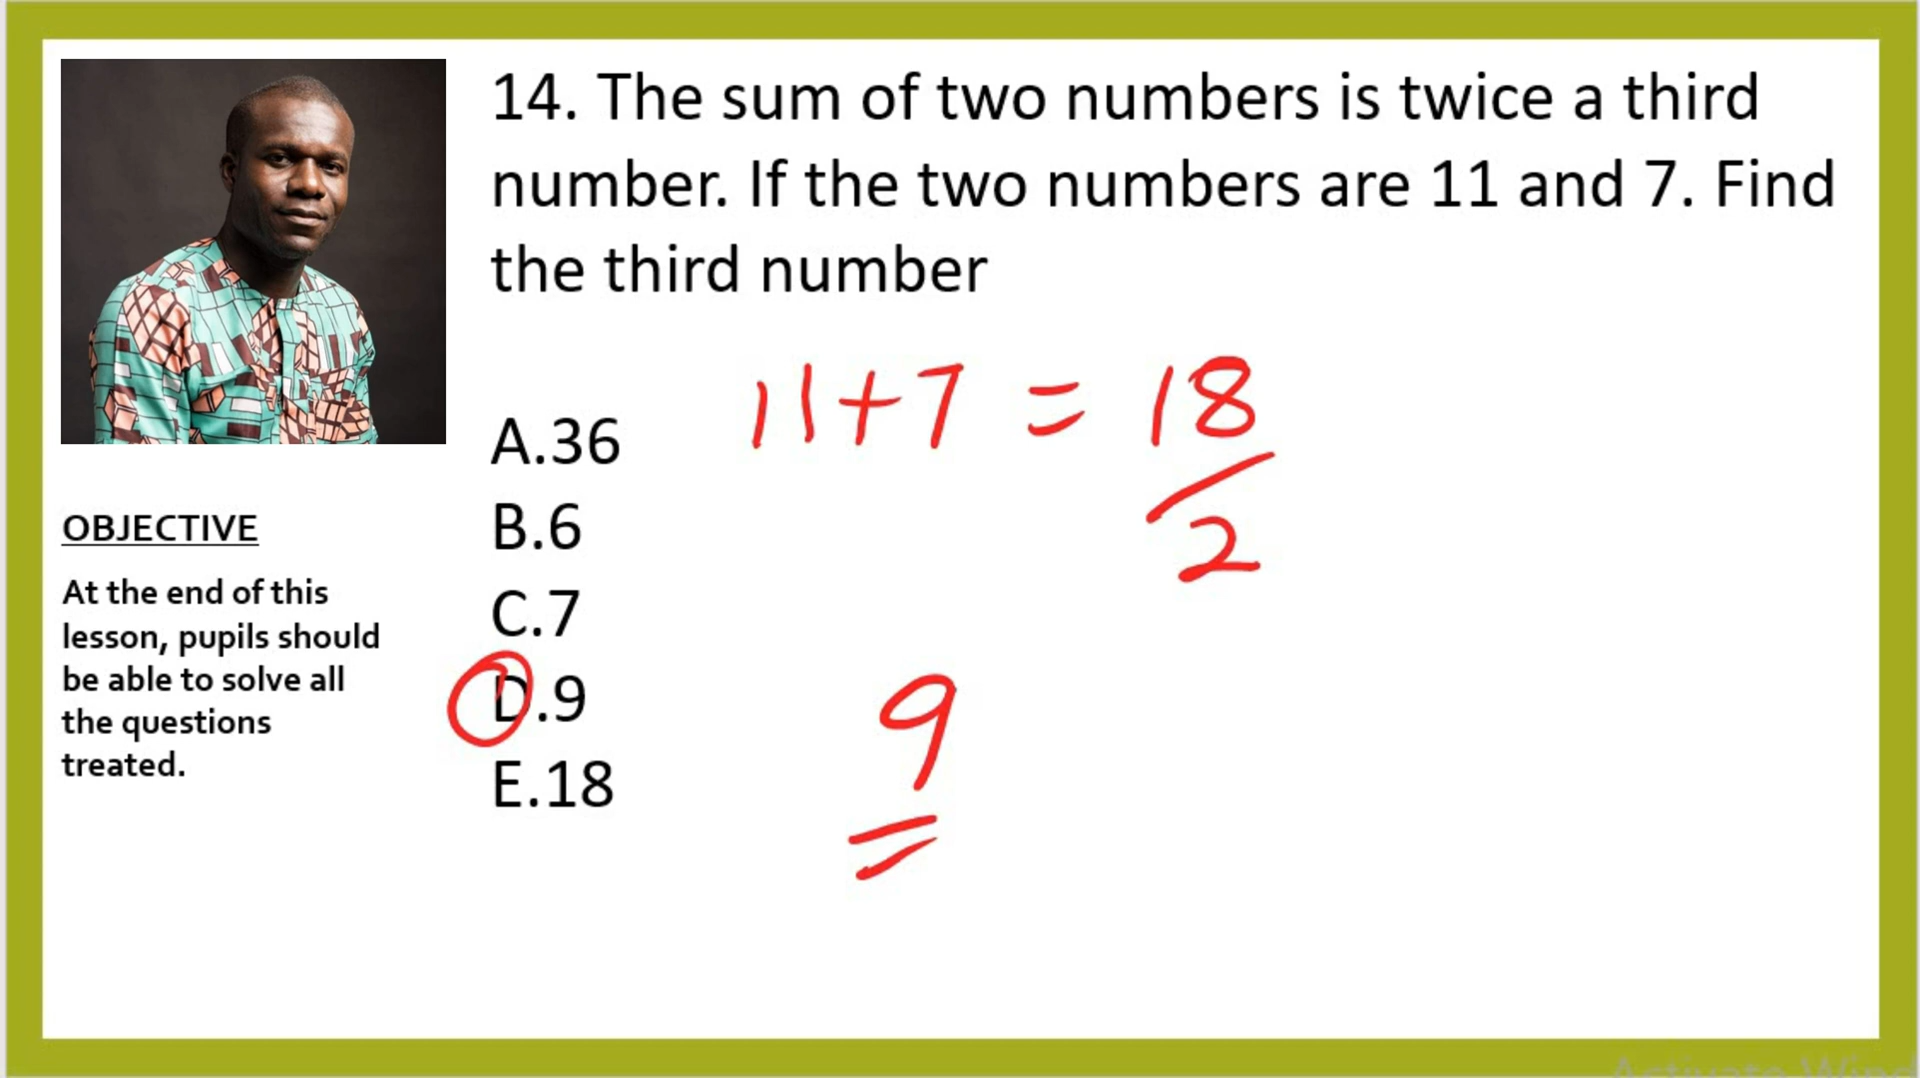 14. The sum of two numbers is twice a third
number. If the two numbers are 11 and 7. Find
the third number
11+7 = 18
2
A.36
B.6
C.7
D.9
E.18
9
=
OBJECTIVE
At the end of this
lesson, pupils should
be able to solve all
the questions
treated.